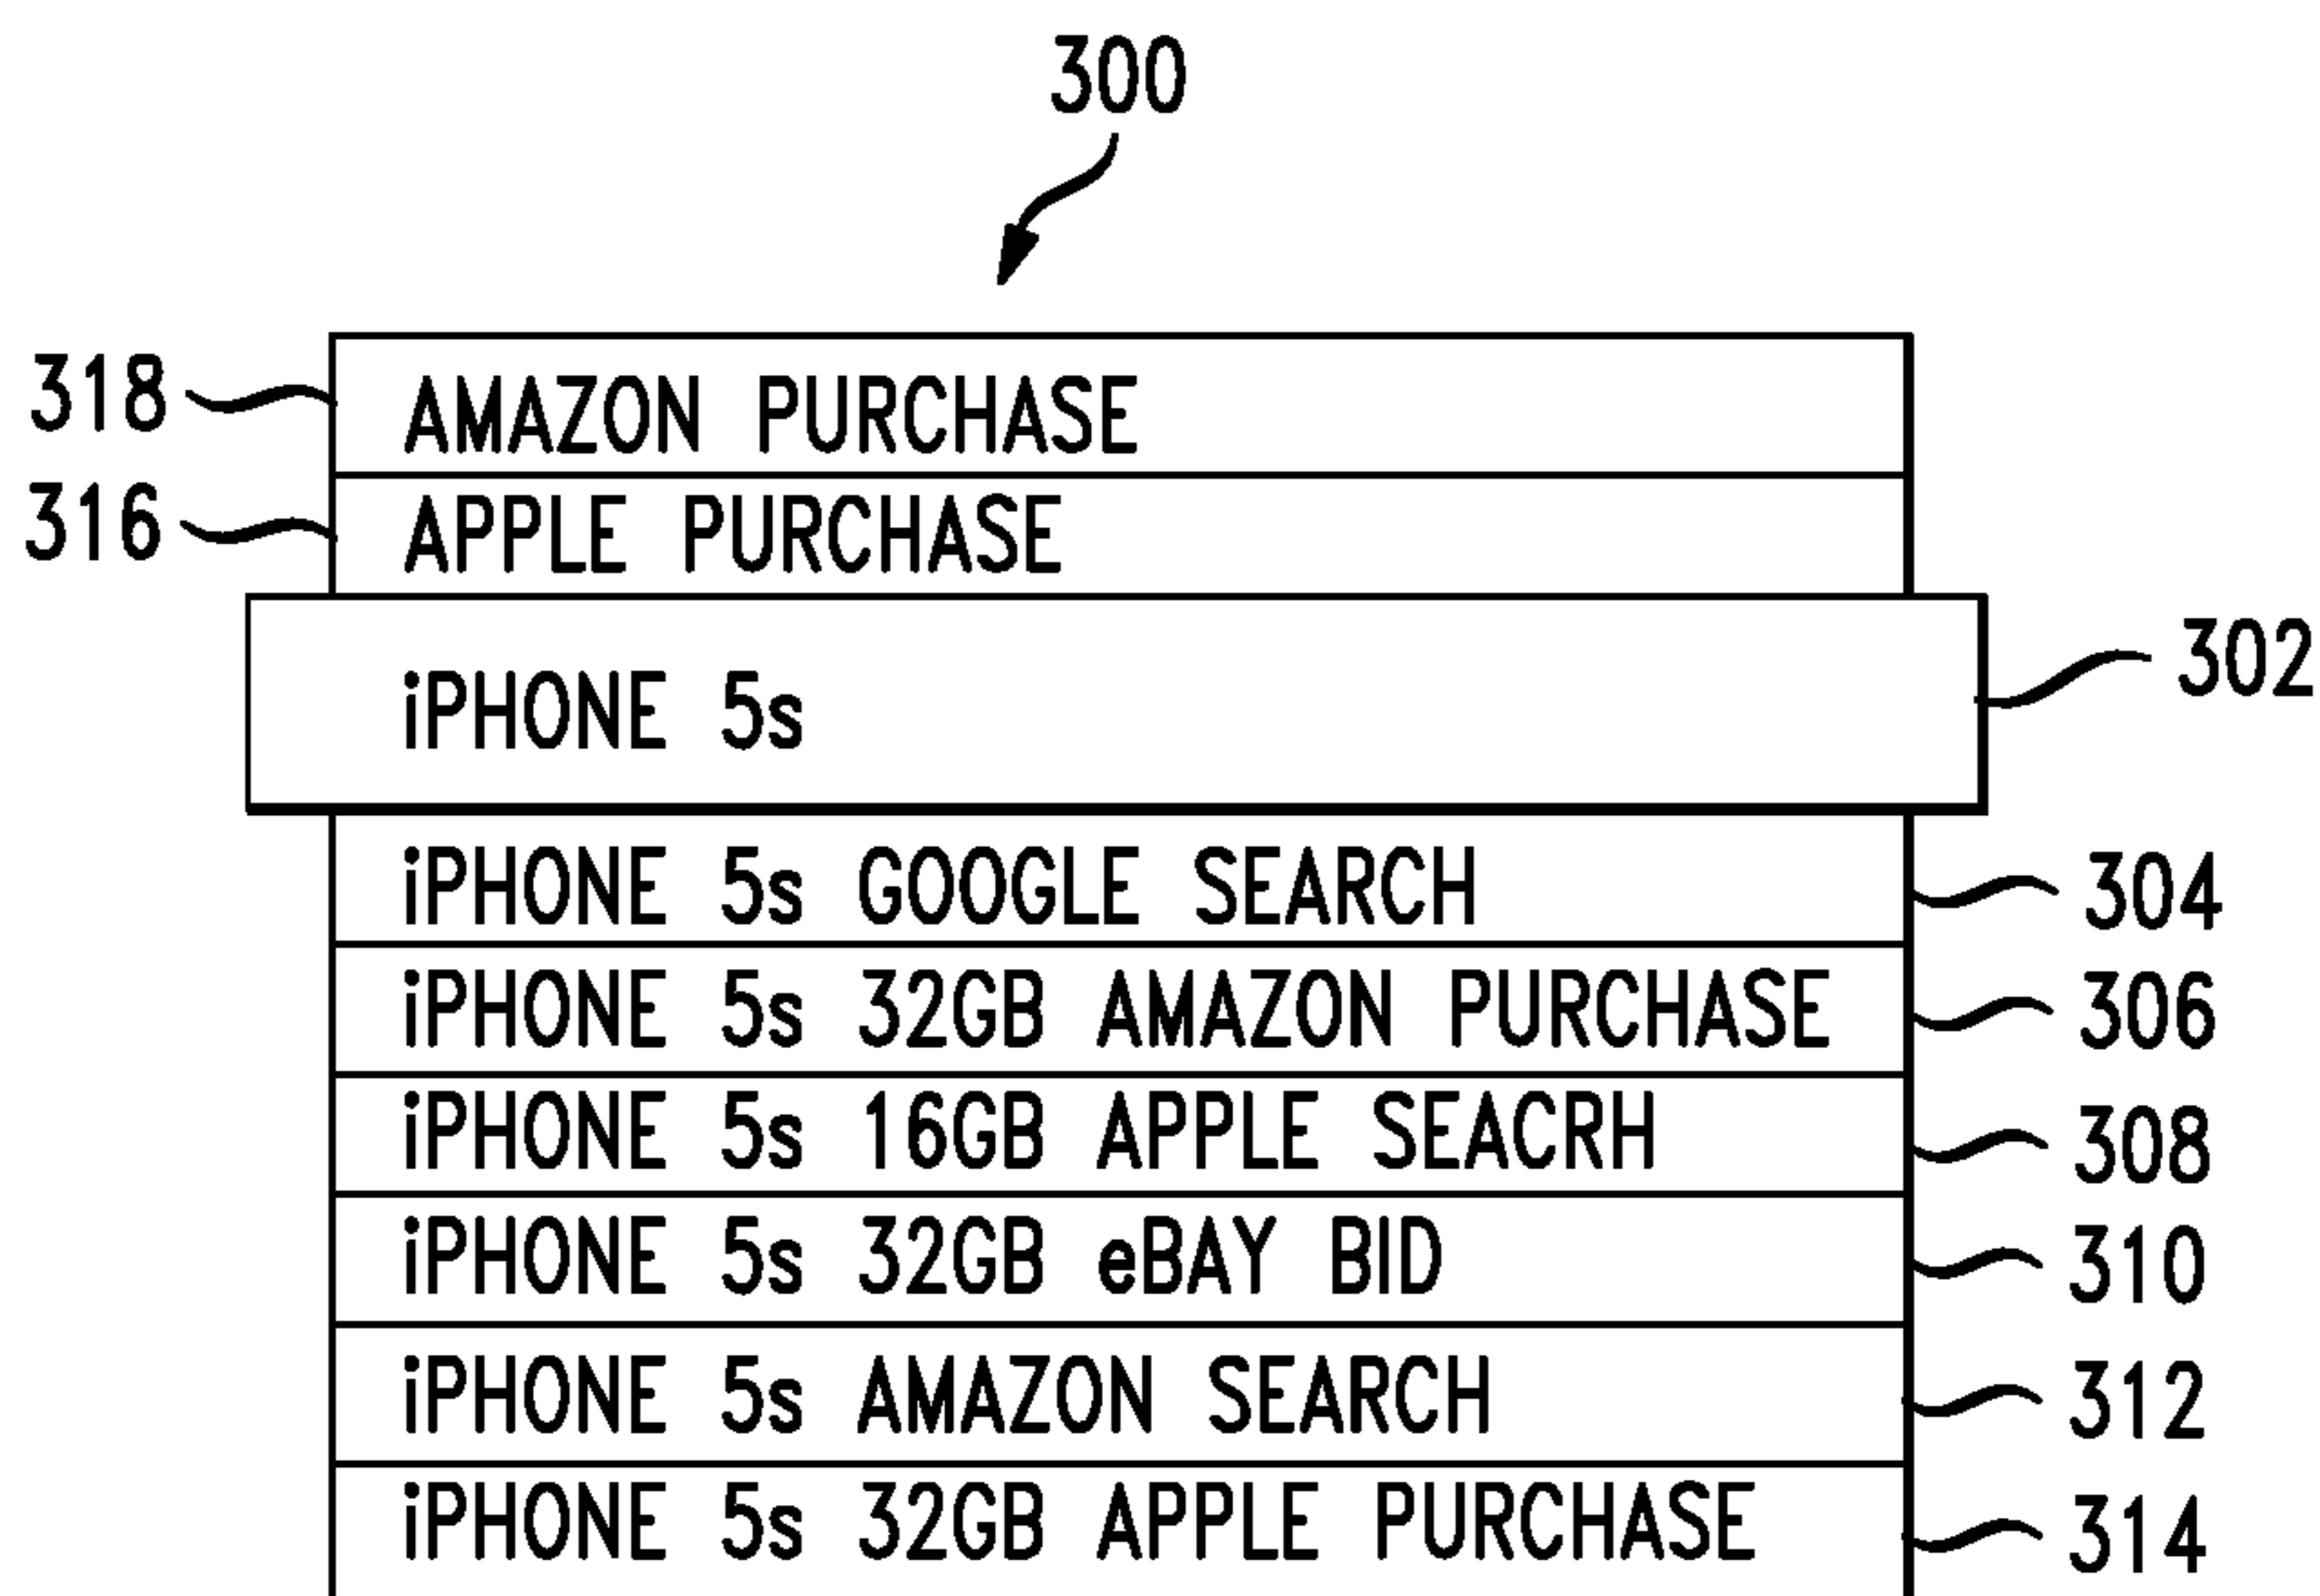 300
318 AMAZON PURCHASE
316 APPLE PURCHASE
iPHONE 5s 302
iPHONE 5s GOOGLE SEARCH 304
iPHONE 5s 32GB AMAZON PURCHASE 306
iPHONE 5s 16GB APPLE SEACRH 308
iPHONE 5s 32GB eBAY BID 310
iPHONE 5s AMAZON SEARCH 312
iPHONE 5s 32GB APPLE PURCHASE 314